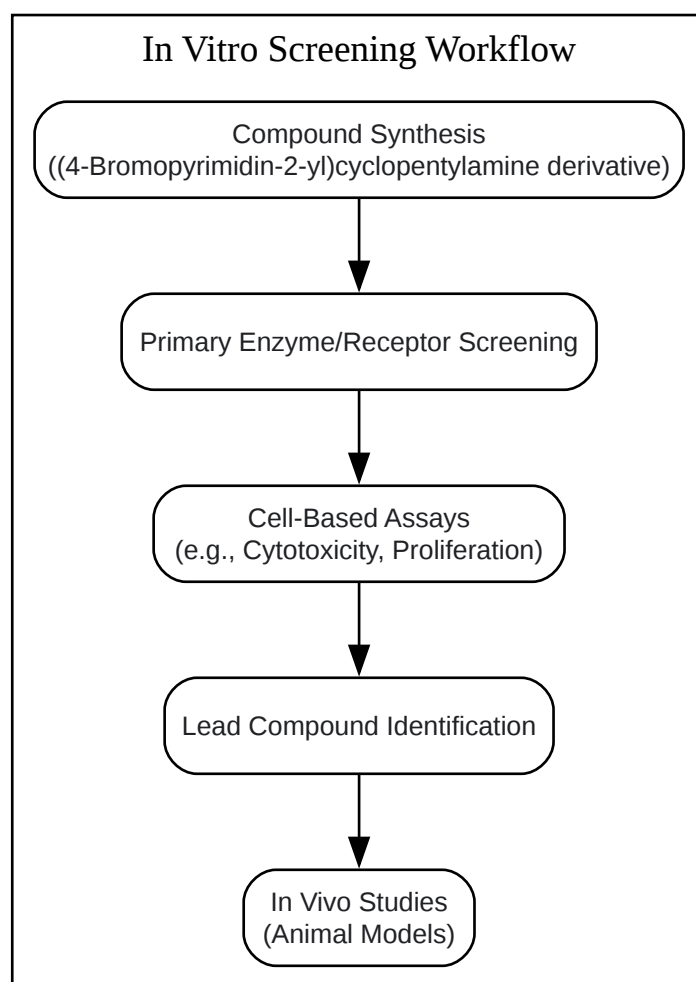 In Vitro Screening Workflow
Compound Synthesis
((4-Bromopyrimidin-2-yl)cyclopentylamine derivative)
Primary Enzyme/Receptor Screening
Cell-Based Assays
(e.g., Cytotoxicity, Proliferation)
Lead Compound Identification
In Vivo Studies
(Animal Models)